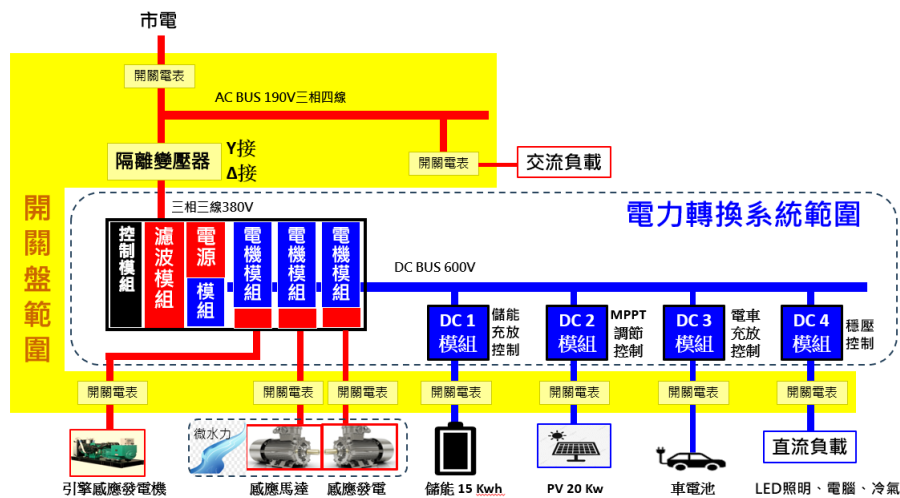 市電
開關電表
AC BUS 190V三相四線
隔離變壓器
Y接
Δ接
開關電表
交流負載
開關盤範圍
三相三線380V
電力轉換系統範圍
控制模組
濾波模組
電源
模組
電機模組
電機模組
電機模組
DC BUS 600V
DC 1
模組
儲能
充放
控制
DC 2
模組
MPPT
調節
控制
DC 3
模組
電車
充放
控制
DC 4
模組
穩壓
控制
開關電表
開關電表
開關電表
開關電表
開關電表
開關電表
開關電表
微水力
直流負載
引擎感應發電機
感應馬達
感應發電
儲能 15 Kwh
PV 20 Kw
車電池
LED照明、電腦、冷氣